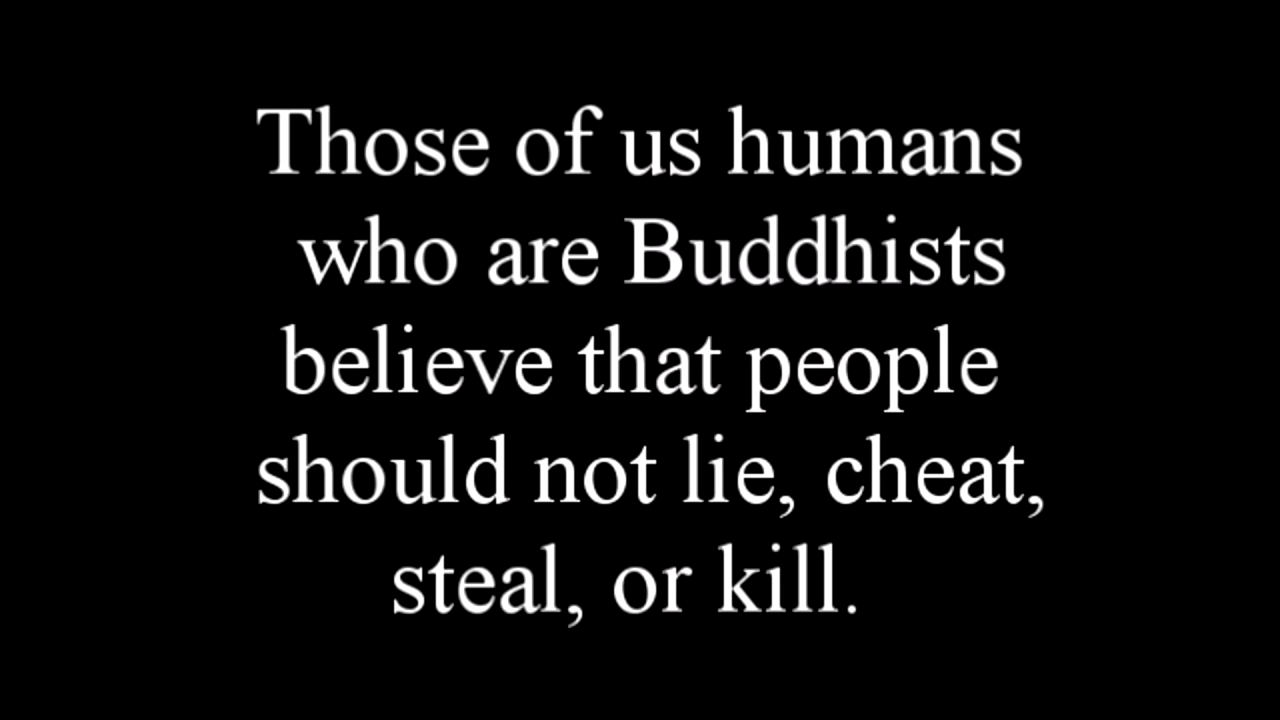 Those of us humans
who are Buddhists
believe that people
should not lie, cheat,
steal, or kill.